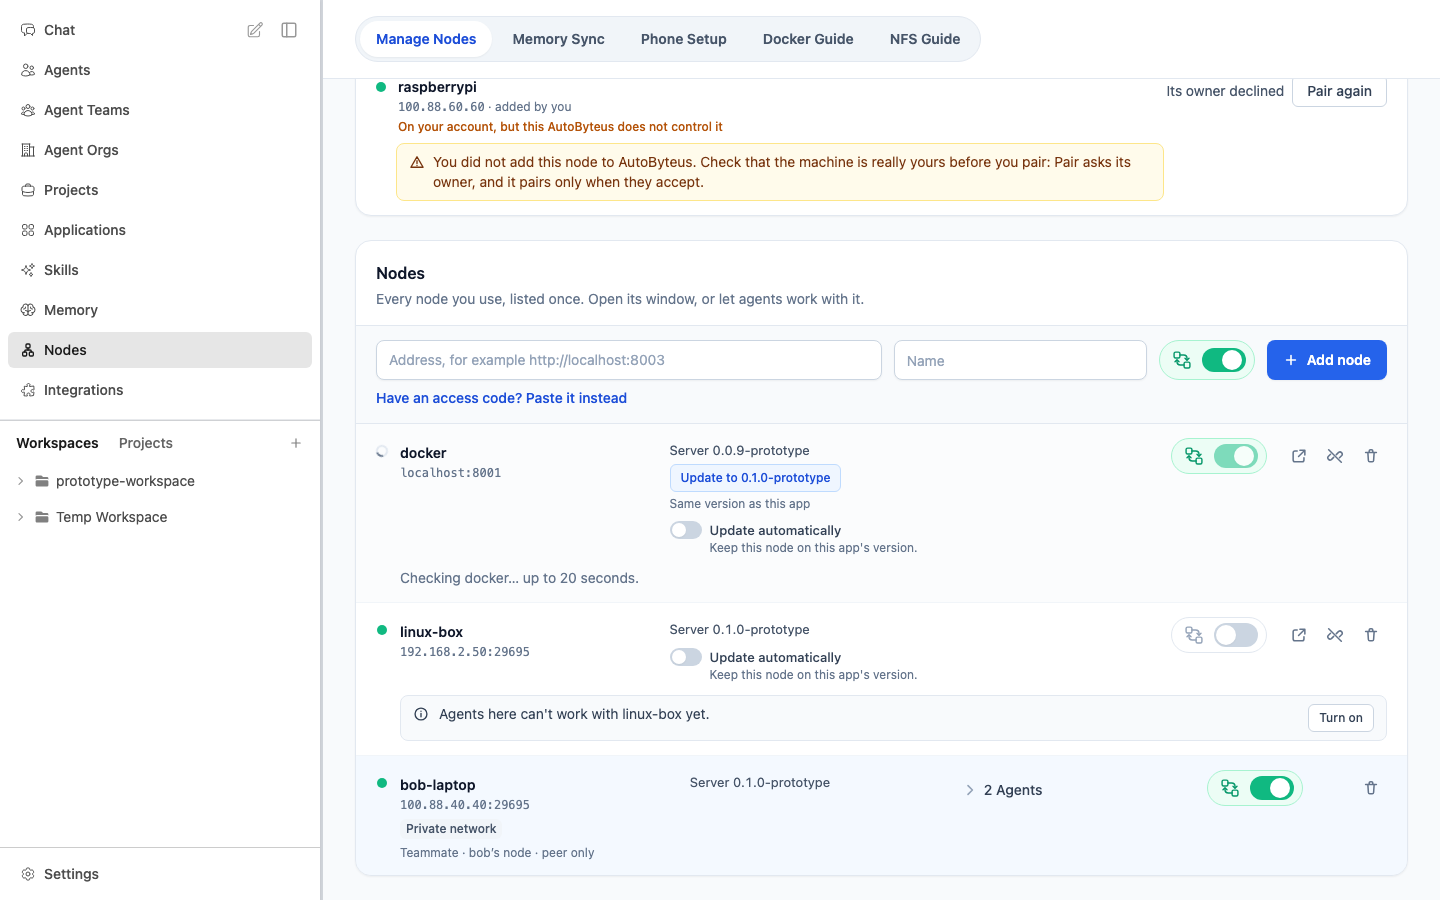 Chat
Agents
Agent Teams
Agent Orgs
Projects
Applications
Skills
Memory
Nodes
Integrations
Workspaces Projects
prototype-workspace
Temp Workspace
Settings
Manage Nodes Memory Sync Phone Setup Docker Guide NFS Guide
raspberrypi
100.88.60.60 · added by you
On your account, but this AutoByteus does not control it
Its owner declined Pair again
You did not add this node to AutoByteus. Check that the machine is really yours before you pair: Pair asks its
owner, and it pairs only when they accept.
Nodes
Every node you use, listed once. Open its window, or let agents work with it.
Address, for example http://localhost:8003 Name Add node
Have an access code? Paste it instead
docker
localhost:8001
Server 0.0.9-prototype
Update to 0.1.0-prototype
Same version as this app
Update automatically
Keep this node on this app's version.
Checking docker… up to 20 seconds.
linux-box
192.168.2.50:29695
Server 0.1.0-prototype
Update automatically
Keep this node on this app's version.
Agents here can't work with linux-box yet. Turn on
bob-laptop
100.88.40.40:29695
Private network
Teammate · bob’s node · peer only
Server 0.1.0-prototype
2 Agents